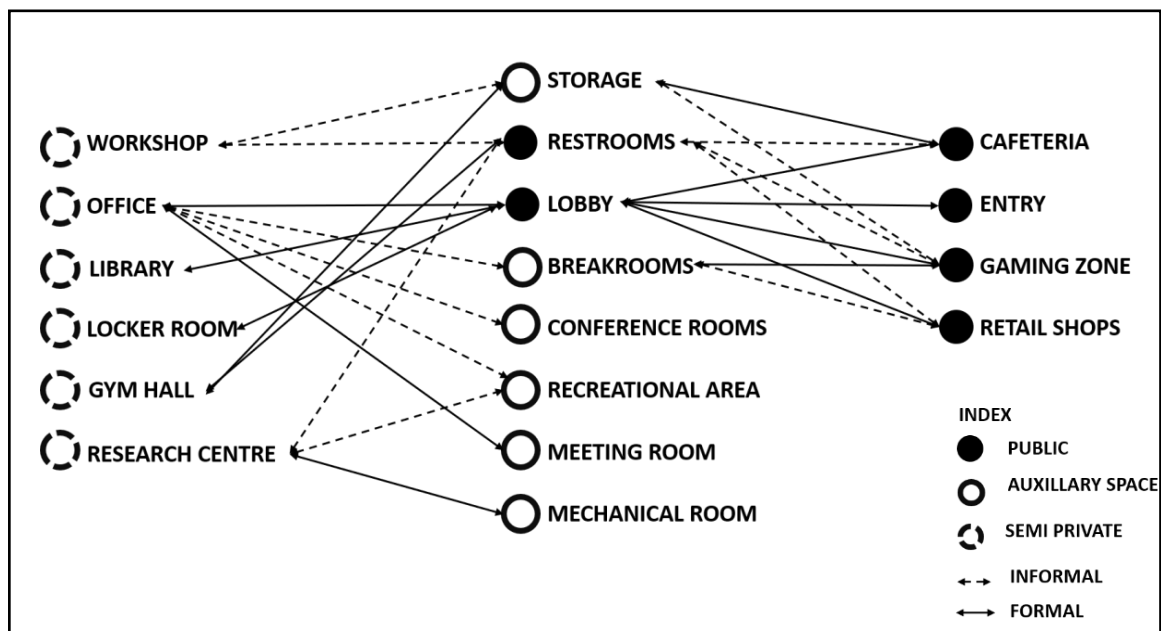 STORAGE
WORKSHOP
RESTROOMS
CAFETERIA
OFFICE
LOBBY
ENTRY
LIBRARY
BREAKROOMS
GAMING ZONE
LOCKER ROOM
CONFERENCE ROOMS
RETAIL SHOPS
GYM HALL
RECREATIONAL AREA
RESEARCH CENTRE
MEETING ROOM
MECHANICAL ROOM
INDEX
PUBLIC
AUXILLARY SPACE
SEMI PRIVATE
INFORMAL
FORMAL